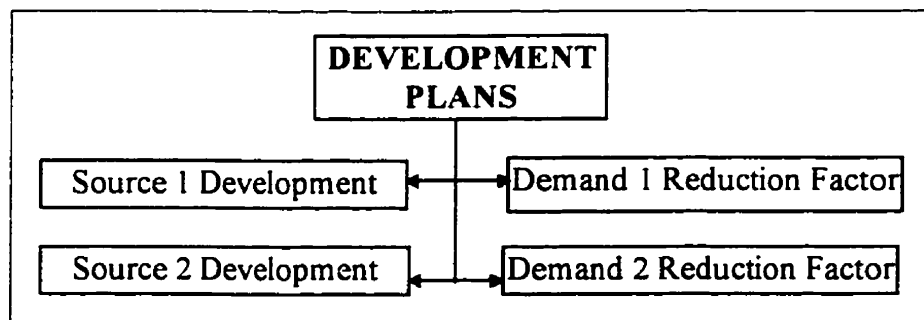 DEVELOPMENT
PLANS
Source 1 Development
Demand 1 Reduction Factor
Source 2 Development
Demand 2 Reduction Factor